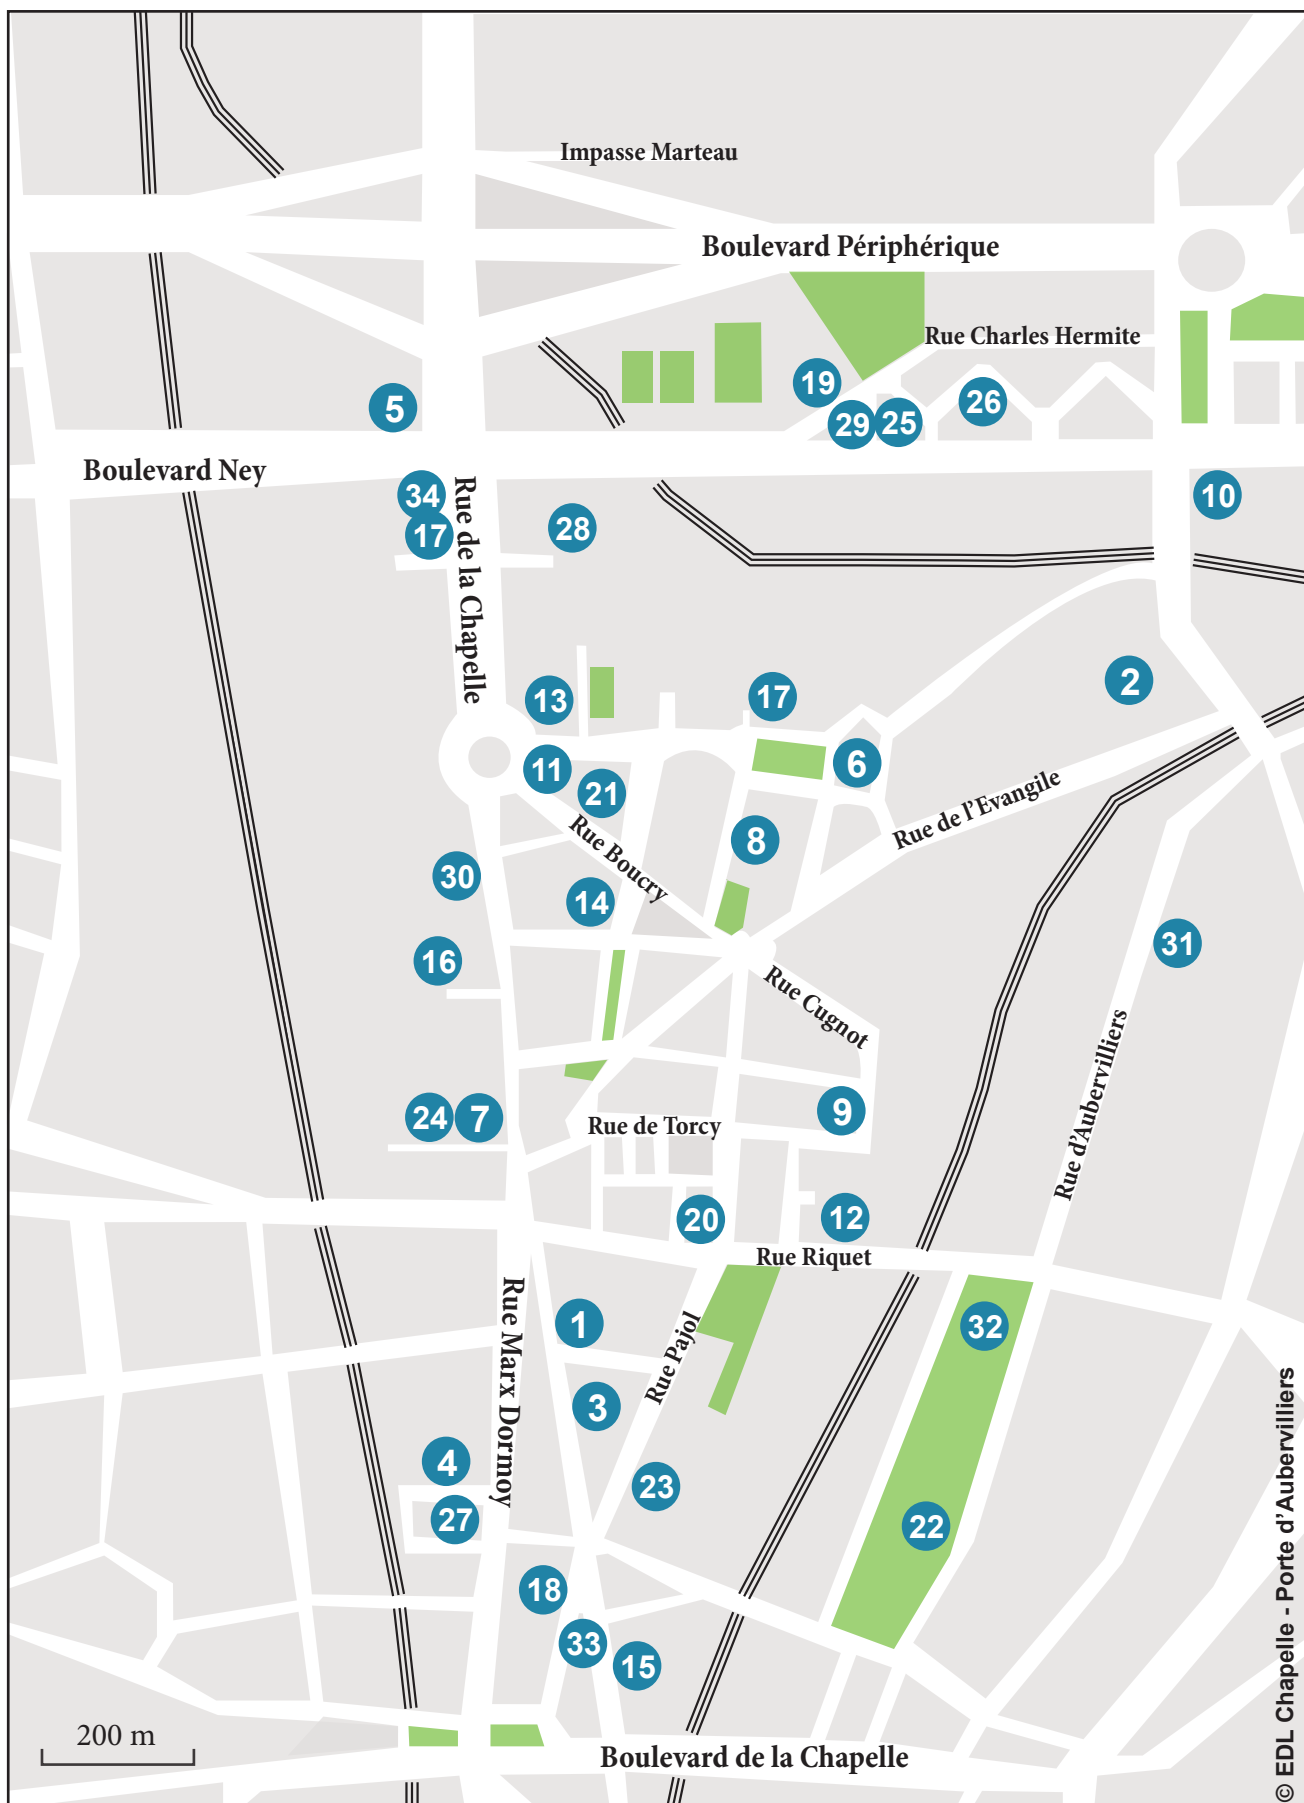 Impasse Marteau
Boulevard Périphérique
Rue Charles Hermite
19
5
26
29
25
Boulevard Ney
34
10
17
28
Rue de la Chapelle
2
13
17
11
6
21
Rue de l'Evangile
8
Rue Boucry
30
14
31
16
Rue Cugnot
Rue d'Aubervilliers
24
7
9
Rue de Torcy
20
12
Rue Riquet
1
32
Rue Marx Dormoy
Rue Pajol
3
4
23
27
22
18
33
15
200 m
Boulevard de la Chapelle
© EDL Chapelle - Porte d'Aubervilliers